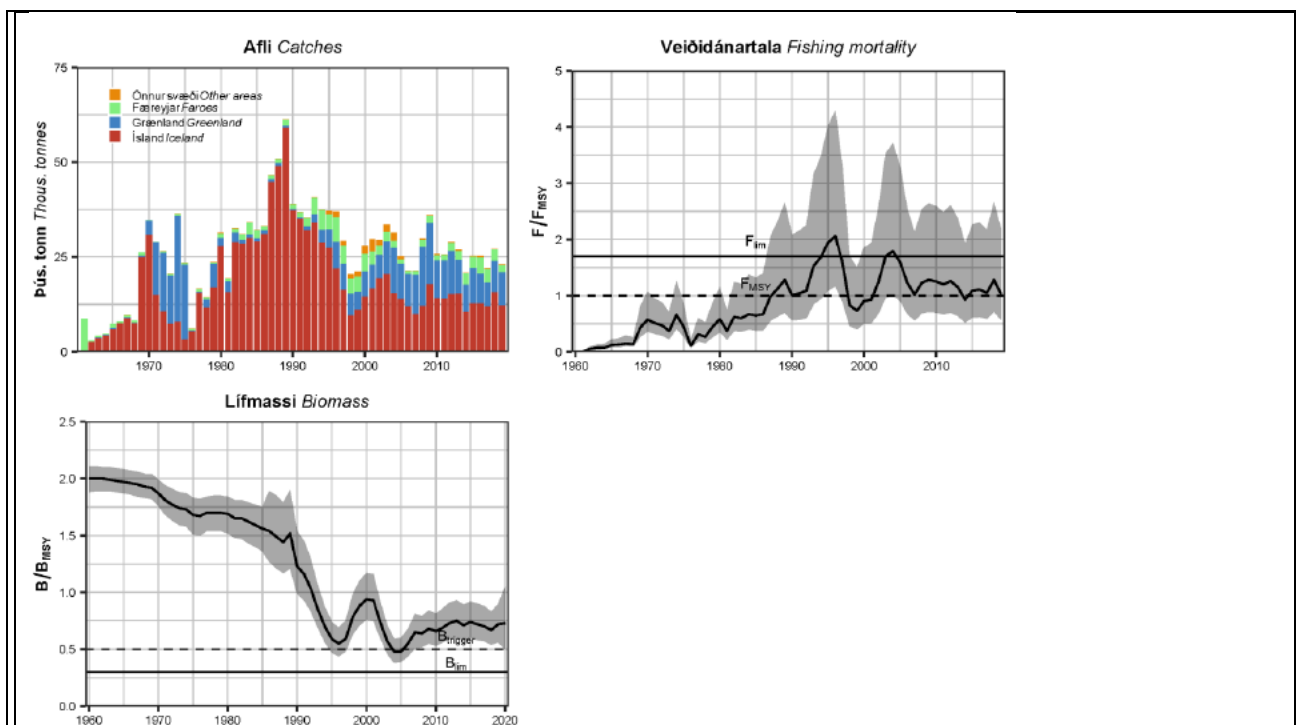 Afli Catches
75
50
25
0
Þús. tonn Thous. tonnes
Önnur svæði Other areas
Færeyjar Faroes
Grænland Greenland
Ísland Iceland
1970 1980 1990 2000 2010
Veiðidánartala Fishing mortality
5
4
3
2
1
0
F/FMSY
Flim
FMSY
1960 1970 1980 1990 2000 2010
Lífmassi Biomass
2.5
2.0
1.5
1.0
0.5
0.0
B/BMSY
Btrigger
Blim
1960 1970 1980 1990 2000 2010 2020